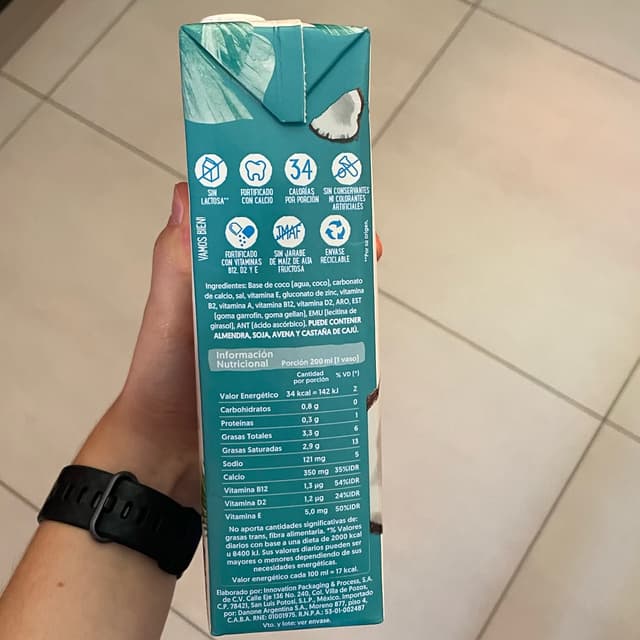 SIN
LACTOSA**
FORTIFICADO
CON CALCIO
34
CALORÍAS
POR PORCIÓN
SIN CONSERVANTES
NI COLORANTES
ARTIFICIALES
VAMOS BIEN!
FORTIFICADO
CON VITAMINAS
B12, D2 Y E
JMAF
SIN JARABE
DE MAÍZ DE ALTA
FRUCTOSA
ENVASE
RECICLABLE
**Por su origen.
Ingredientes: Base de coco (agua, coco), carbonato
de calcio, sal, vitamina E, gluconato de zinc, vitamina
B2, vitamina A, vitamina B12, vitamina D2, ARO, EST
(goma garrofín, goma gellan), EMU (lecitina de
girasol), ANT (ácido ascórbico). PUEDE CONTENER
ALMENDRA, SOJA, AVENA Y CASTAÑA DE CAJÚ.
Información
Nutricional Porción 200 ml [1 vaso]
Cantidad
por porción % VD (*)
Valor Energético 34 kcal = 142 kJ 2
Carbohidratos 0,8 g 0
Proteínas 0,3 g 1
Grasas Totales 3,3 g 6
Grasas Saturadas 2,9 g 13
Sodio 121 mg 5
Calcio 350 mg 35%IDR
Vitamina B12 1,3 µg 54%IDR
Vitamina D2 1,2 µg 24%IDR
Vitamina E 5,0 mg 50%IDR
No aporta cantidades significativas de:
grasas trans, fibra alimentaria. *% Valores
diarios con base a una dieta de 2000 kcal
u 8400 kJ. Sus valores diarios pueden ser
mayores o menores dependiendo de sus
necesidades energéticas.
Valor energético cada 100 ml = 17 kcal.
Elaborado por: Innovation Packaging & Process, S.A.
de C.V. Calle Eje 136 No. 240, Col. Villa de Pozos,
C.P. 78421, San Luis Potosí, S.L.P., México. Importado
por: Danone Argentina S.A., Moreno 877, piso 4,
C.A.B.A. RNE: 01001975. R.N.P.A.: 53-01-002487
Vto. y lote: ver envase.